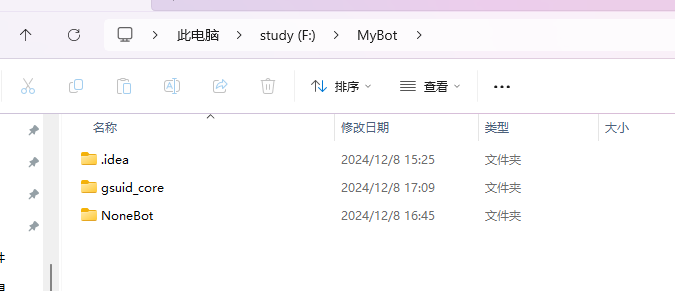 此电脑 study (F:) MyBot
排序 查看
名称 修改日期 类型 大小
.idea 2024/12/8 15:25 文件夹
gsuid_core 2024/12/8 17:09 文件夹
NoneBot 2024/12/8 16:45 文件夹